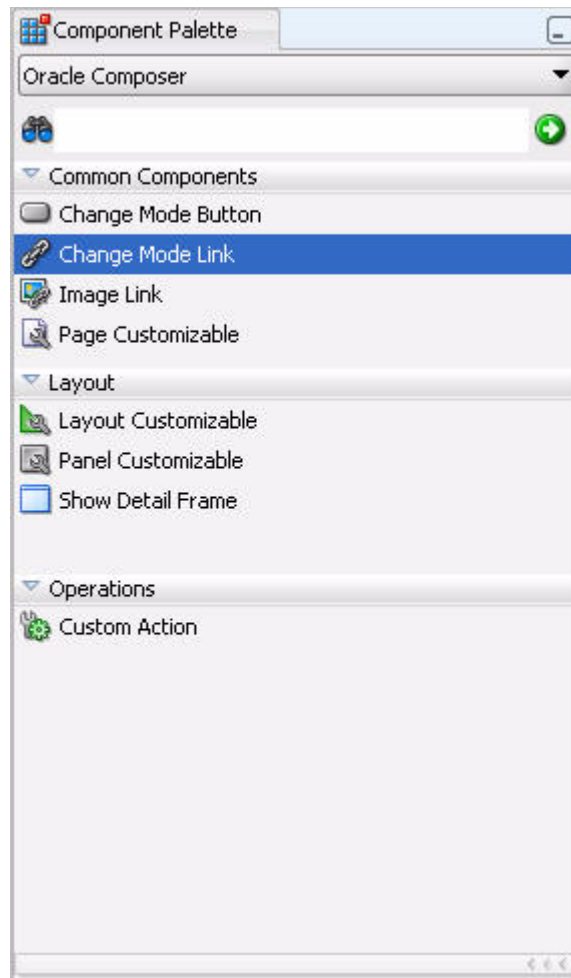 Component Palette
Oracle Composer
Common Components
Change Mode Button
Change Mode Link
Image Link
Page Customizable
Layout
Layout Customizable
Panel Customizable
Show Detail Frame
Operations
Custom Action